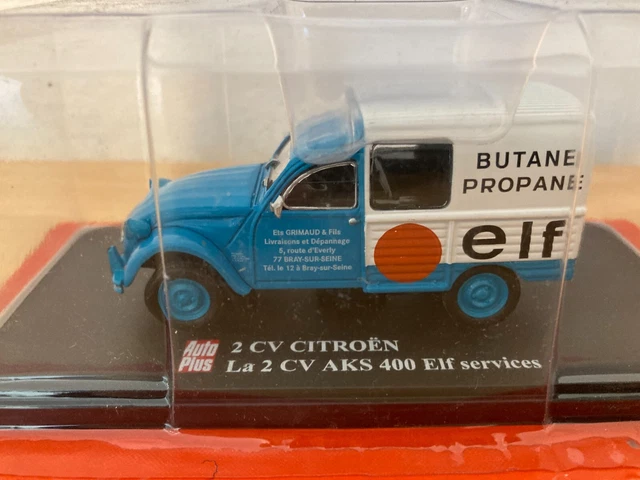 BUTANE
PROPANE
elf
Ets GRIMAUD & Fils
Livraisons et Dépannage
5, route d'Everly
77 BRAY-SUR-SEINE
Tél. le 12 à Bray-sur-Seine
Auto
Plus
2 CV CITROËN
La 2 CV AKS 400 Elf services